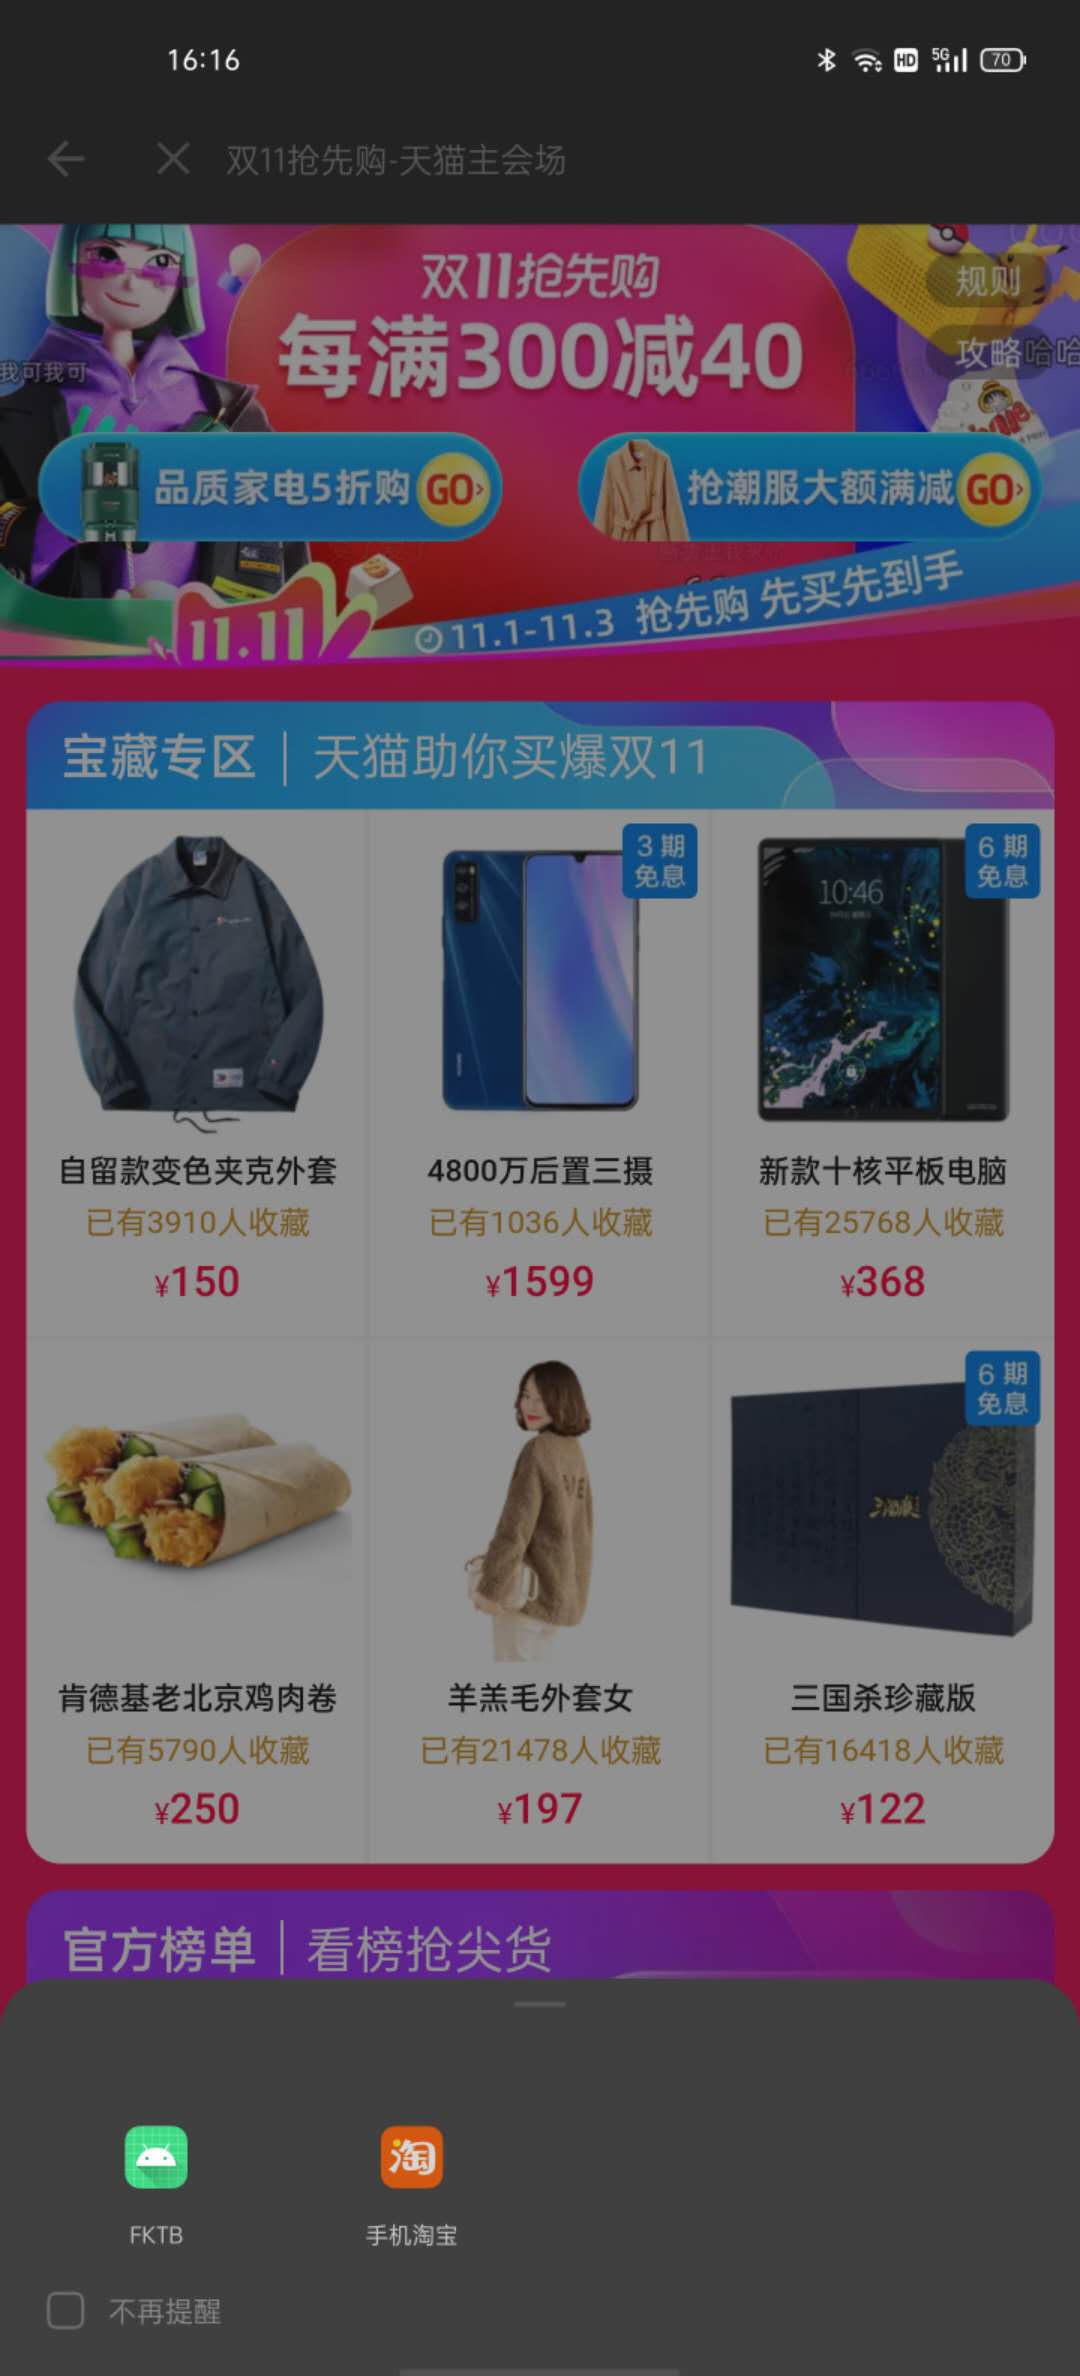 16:16
HD 5G 70
双11抢先购-天猫主会场
双11抢先购
规则
每满300减40
攻略
哈哈
我可我可
品质家电5折购 GO
抢潮服大额满减 GO
11.11
11.1-11.3 抢先购 先买先到手
宝藏专区 | 天猫助你买爆双11
3期
免息
6期
免息
10:46
自留款变色夹克外套
已有3910人收藏
¥150
4800万后置三摄
已有1036人收藏
¥1599
新款十核平板电脑
已有25768人收藏
¥368
6期
免息
肯德基老北京鸡肉卷
已有5790人收藏
¥250
羊羔毛外套女
已有21478人收藏
¥197
三国杀珍藏版
已有16418人收藏
¥122
官方榜单 | 看榜抢尖货
淘
FKTB
手机淘宝
不再提醒